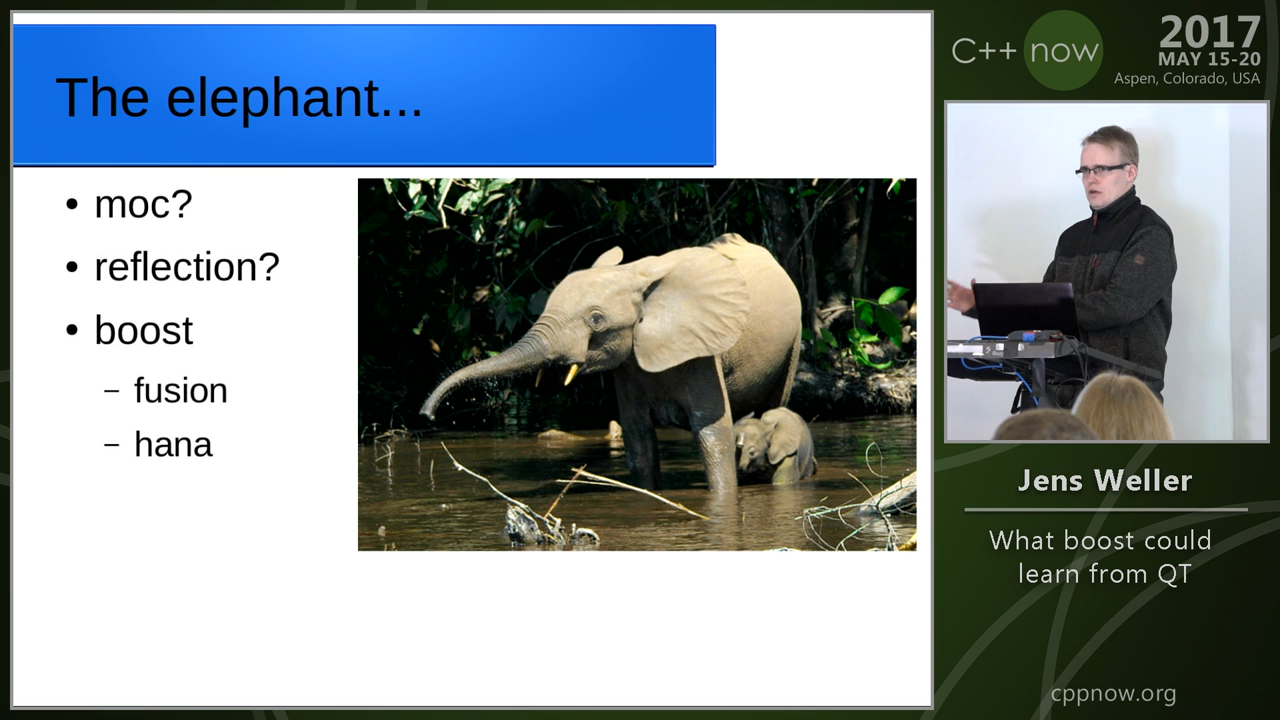 The elephant...
• moc?
• reflection?
• boost
– fusion
– hana
C++ now
2017
MAY 15-20
Aspen, Colorado, USA
Jens Weller
What boost could
learn from QT
cppnow.org